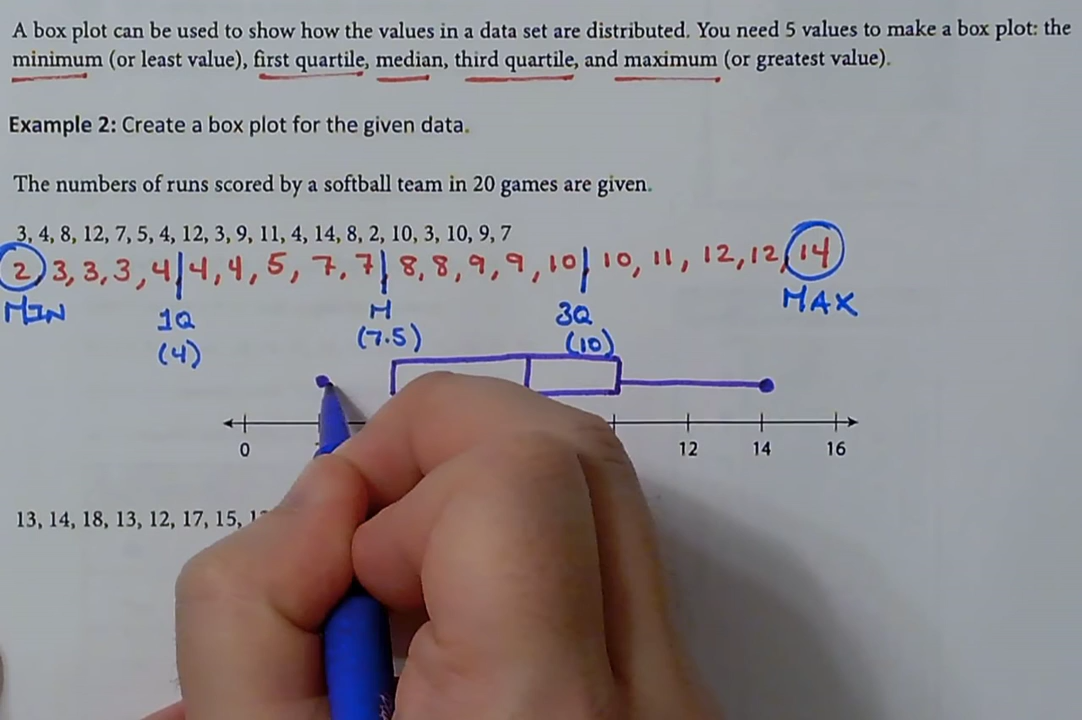 A box plot can be used to show how the values in a data set are distributed. You need 5 values to make a box plot: the
minimum (or least value), first quartile, median, third quartile, and maximum (or greatest value).
Example 2: Create a box plot for the given data.
The numbers of runs scored by a softball team in 20 games are given.
3, 4, 8, 12, 7, 5, 4, 12, 3, 9, 11, 4, 14, 8, 2, 10, 3, 10, 9, 7
2, 3, 3, 3, 4 | 4, 4, 5, 7, 7 | 8, 8, 9, 9, 10 | 10, 11, 12, 12, 14
MIN 1Q M 3Q MAX
(4) (7.5) (10)
0 12 14 16
13, 14, 18, 13, 12, 17, 15,